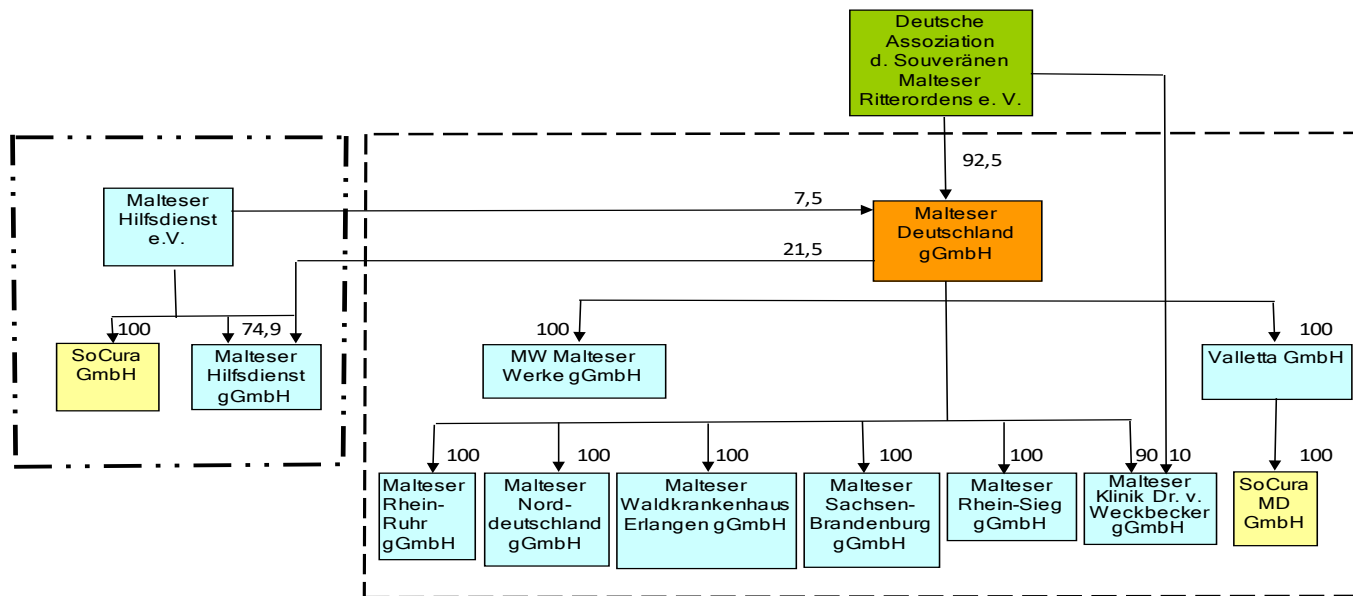 Deutsche
Assoziation
d. Souveränen
Malteser
Ritterordens e. V.
92,5
Malteser
Hilfsdienst
e.V.
7,5
Malteser
Deutschland
gGmbH
21,5
100
74,9
100
100
SoCura
GmbH
Malteser
Hilfsdienst
gGmbH
MW Malteser
Werke gGmbH
Valletta GmbH
100
100
100
100
100
90
10
100
Malteser
Rhein-
Ruhr
gGmbH
Malteser
Nord-
deutschland
gGmbH
Malteser
Waldkrankenhaus
Erlangen gGmbH
Malteser
Sachsen-
Brandenburg
gGmbH
Malteser
Rhein-Sieg
gGmbH
Malteser
Klinik Dr. v.
Weckbecker
gGmbH
SoCura
MD
GmbH